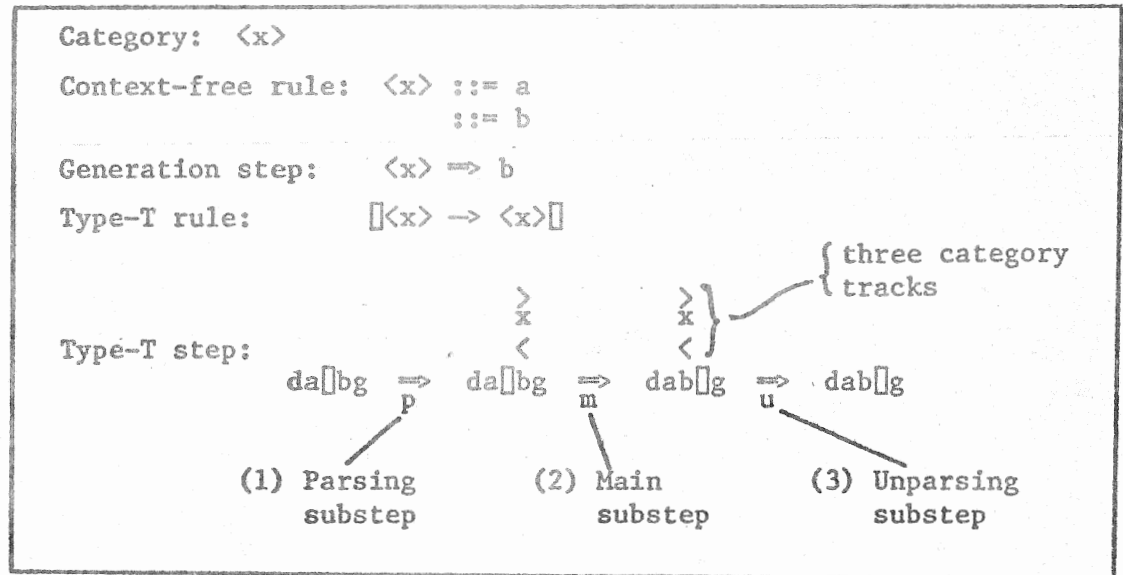 Category: <x>
Context-free rule: <x> ::= a
::= b
Generation step: <x> => b
Type-T rule: []<x> -> <x>[]
three category
tracks
> >
x x
Type-T step: < <
da[]bg => da[]bg => dab[]g => dab[]g
p m u
(1) Parsing (2) Main (3) Unparsing
substep substep substep